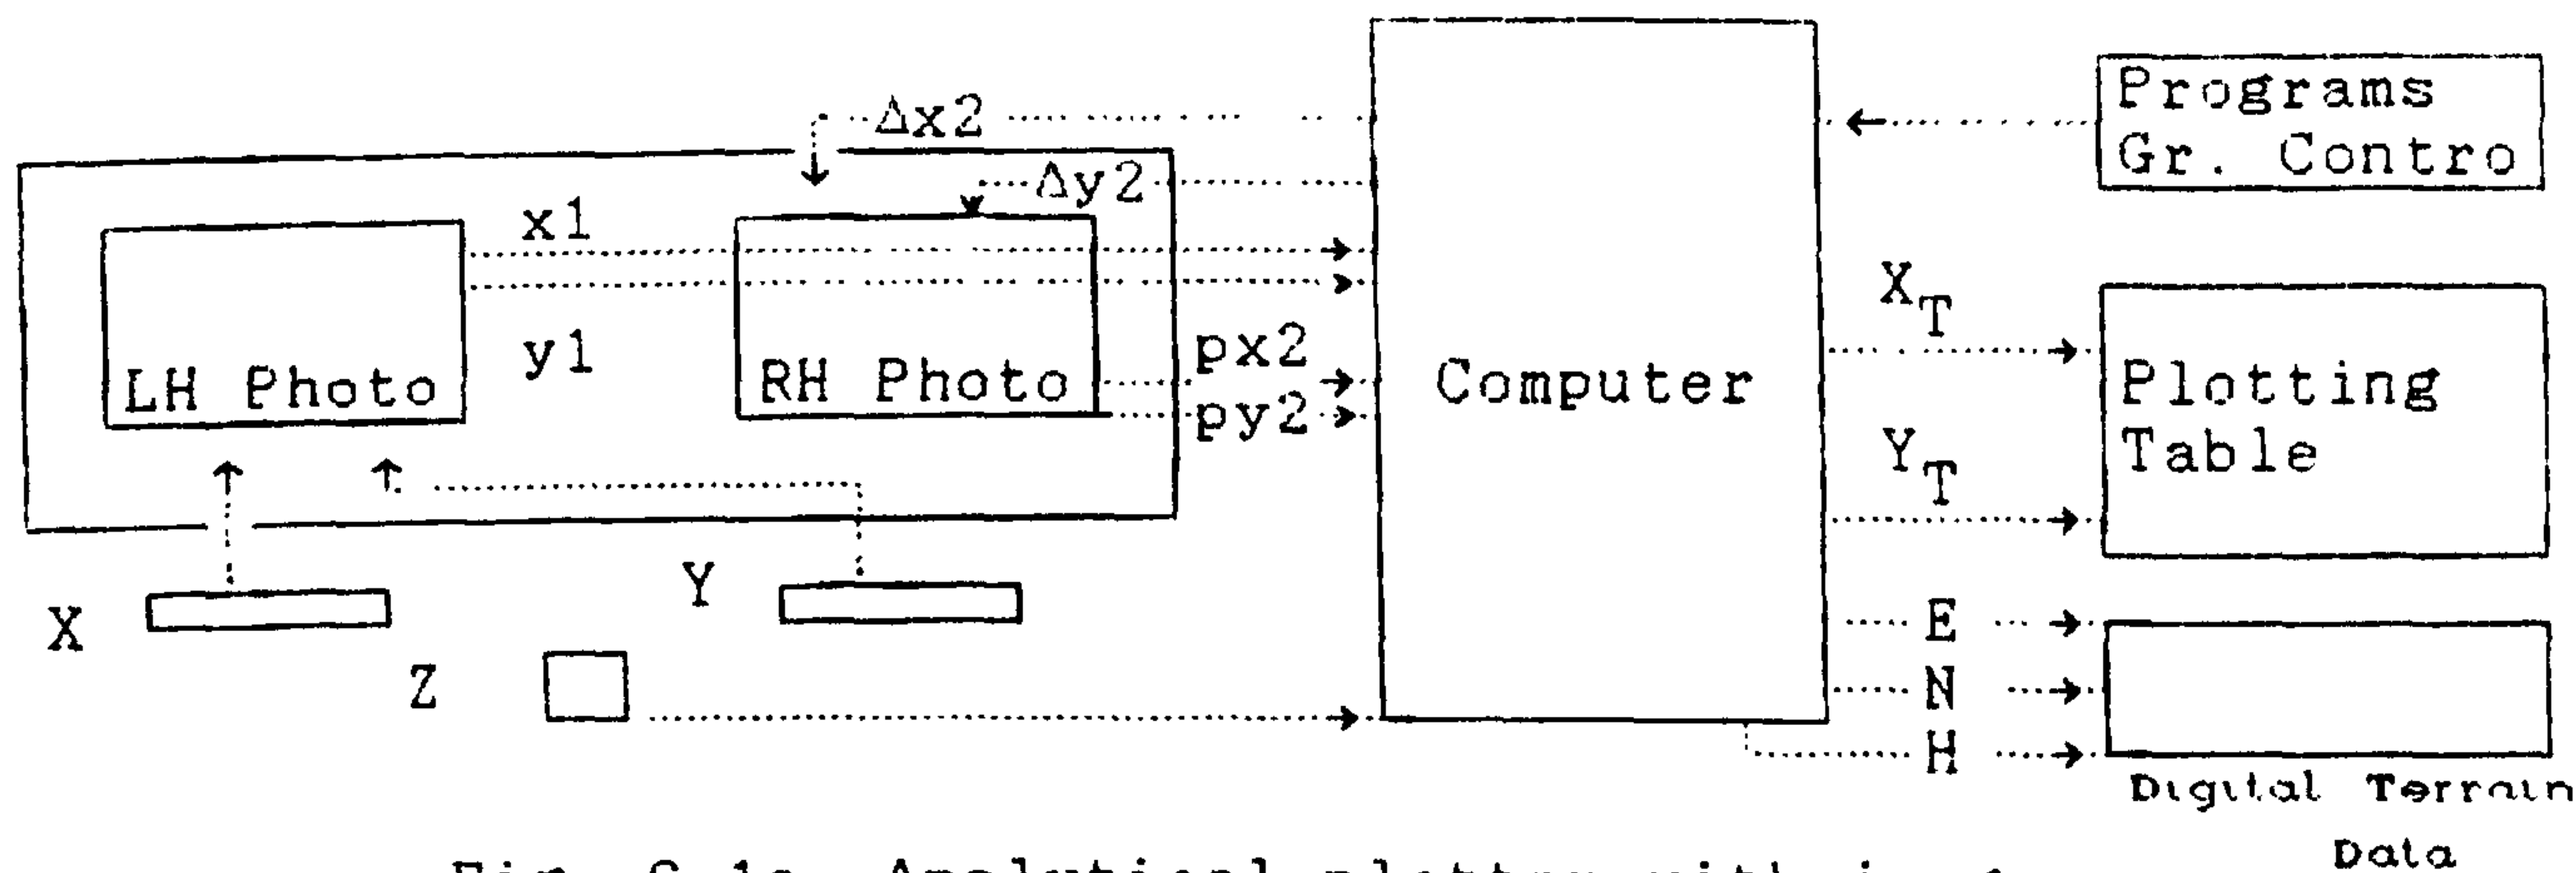 Δx2
Programs
Gr. Contro
Δy2
x1
y1
LH Photo
RH Photo
px2
py2
Computer
X_T
Y_T
Plotting
Table
X
Y
Z
E
N
H
Digital Terrain
Data